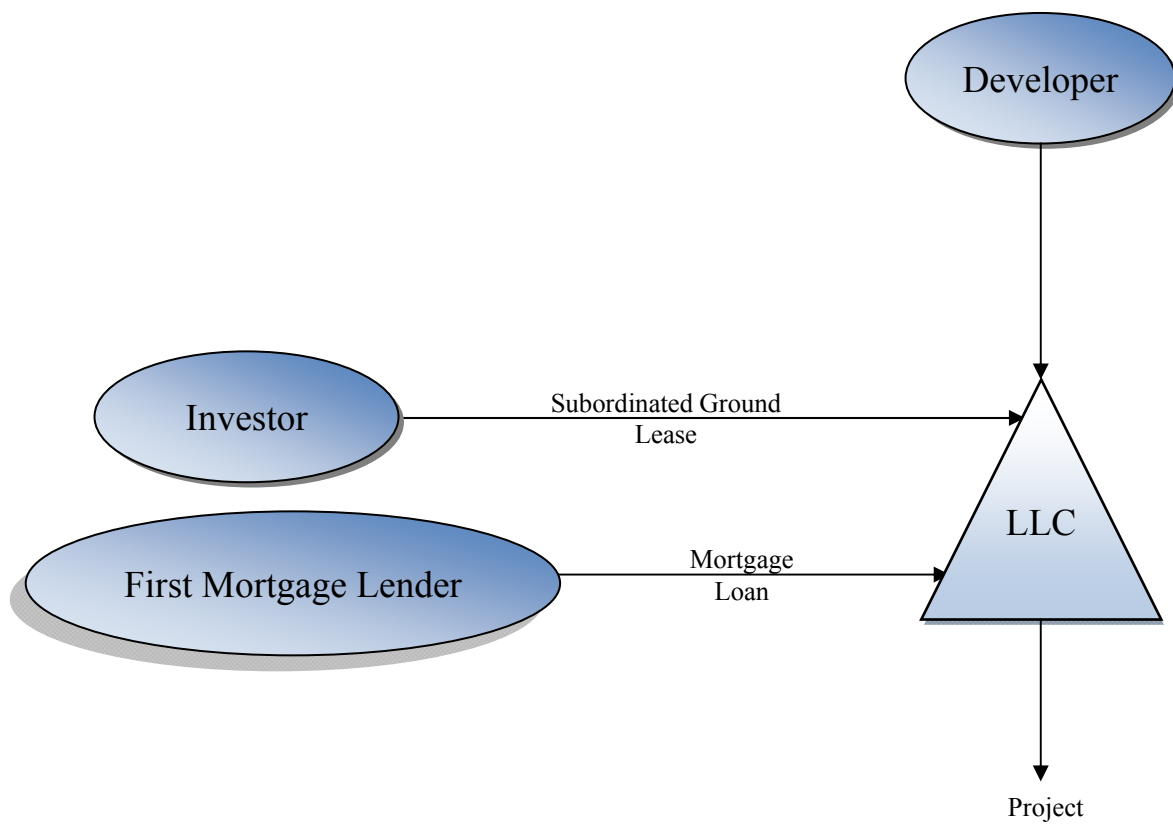 Developer
Investor
Subordinated Ground
Lease
LLC
First Mortgage Lender
Mortgage
Loan
Project